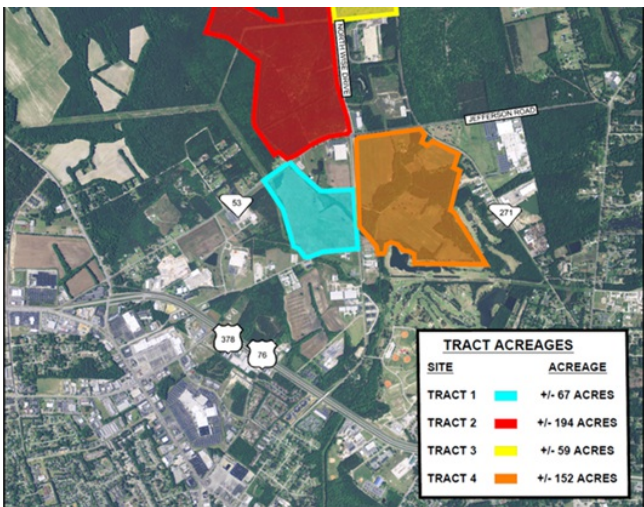 NORTH WISE DRIVE
JEFFERSON ROAD
53
271
378
76
TRACT ACREAGES
SITE ACREAGE
TRACT 1 +/- 67 ACRES
TRACT 2 +/- 194 ACRES
TRACT 3 +/- 59 ACRES
TRACT 4 +/- 152 ACRES